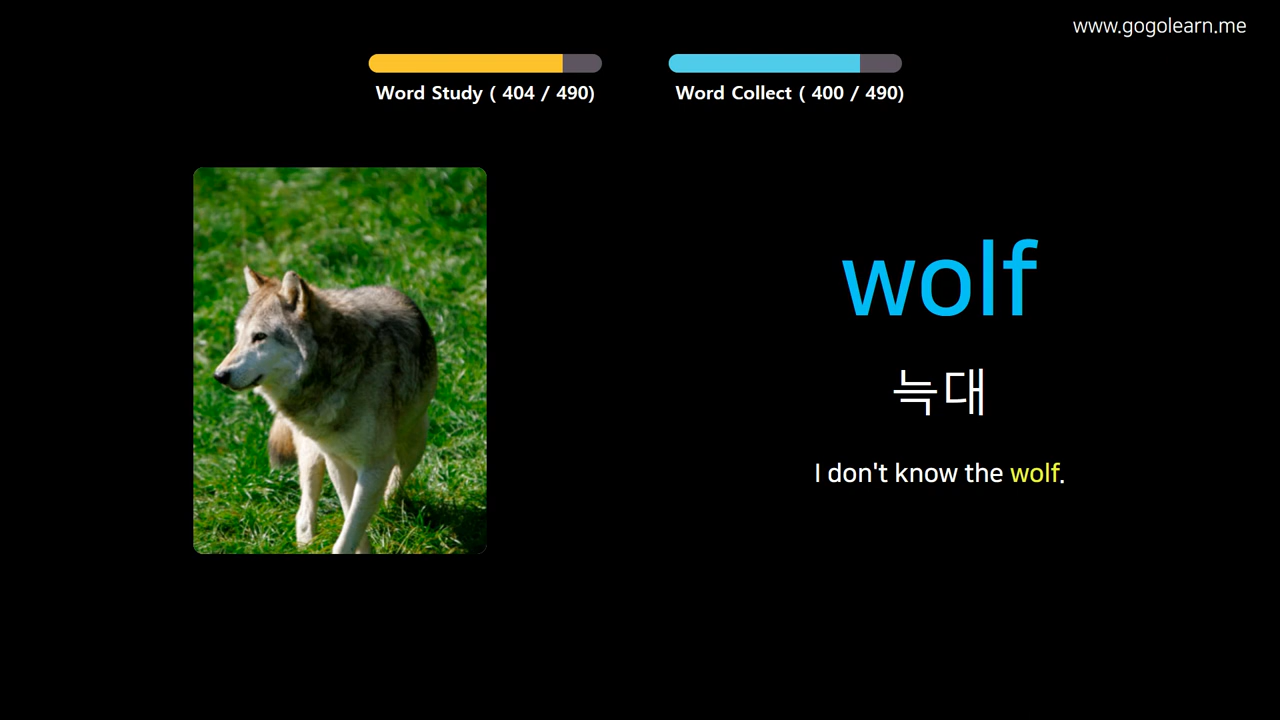 www.gogolearn.me
Word Study ( 404 / 490)
Word Collect ( 400 / 490)
wolf
늑대
I don't know the wolf.